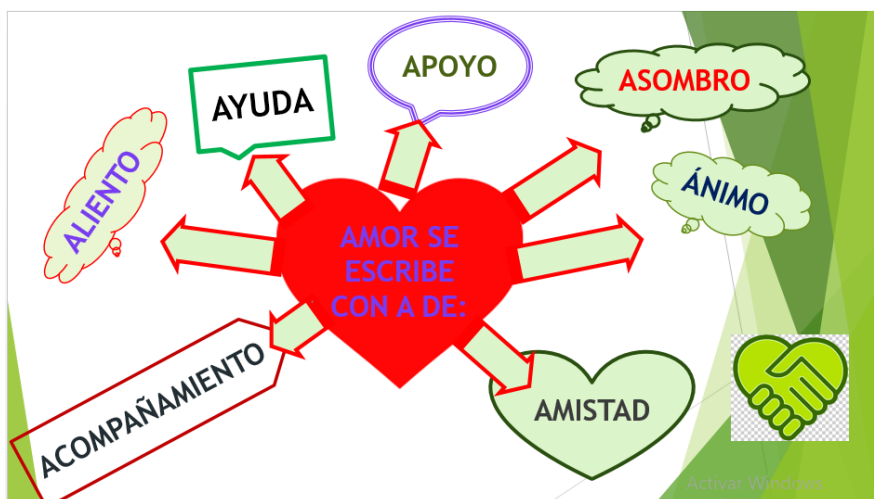 APOYO
AYUDA
ASOMBRO
ALIENTO
ÁNIMO
AMOR SE
ESCRIBE
CON A DE:
ACOMPAÑAMIENTO
AMISTAD
Activar Windows